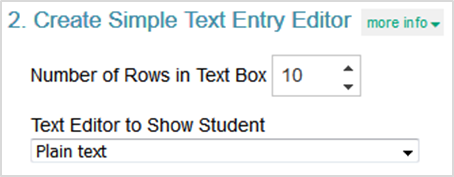 2. Create Simple Text Entry Editor more info
Number of Rows in Text Box 10
Text Editor to Show Student
Plain text